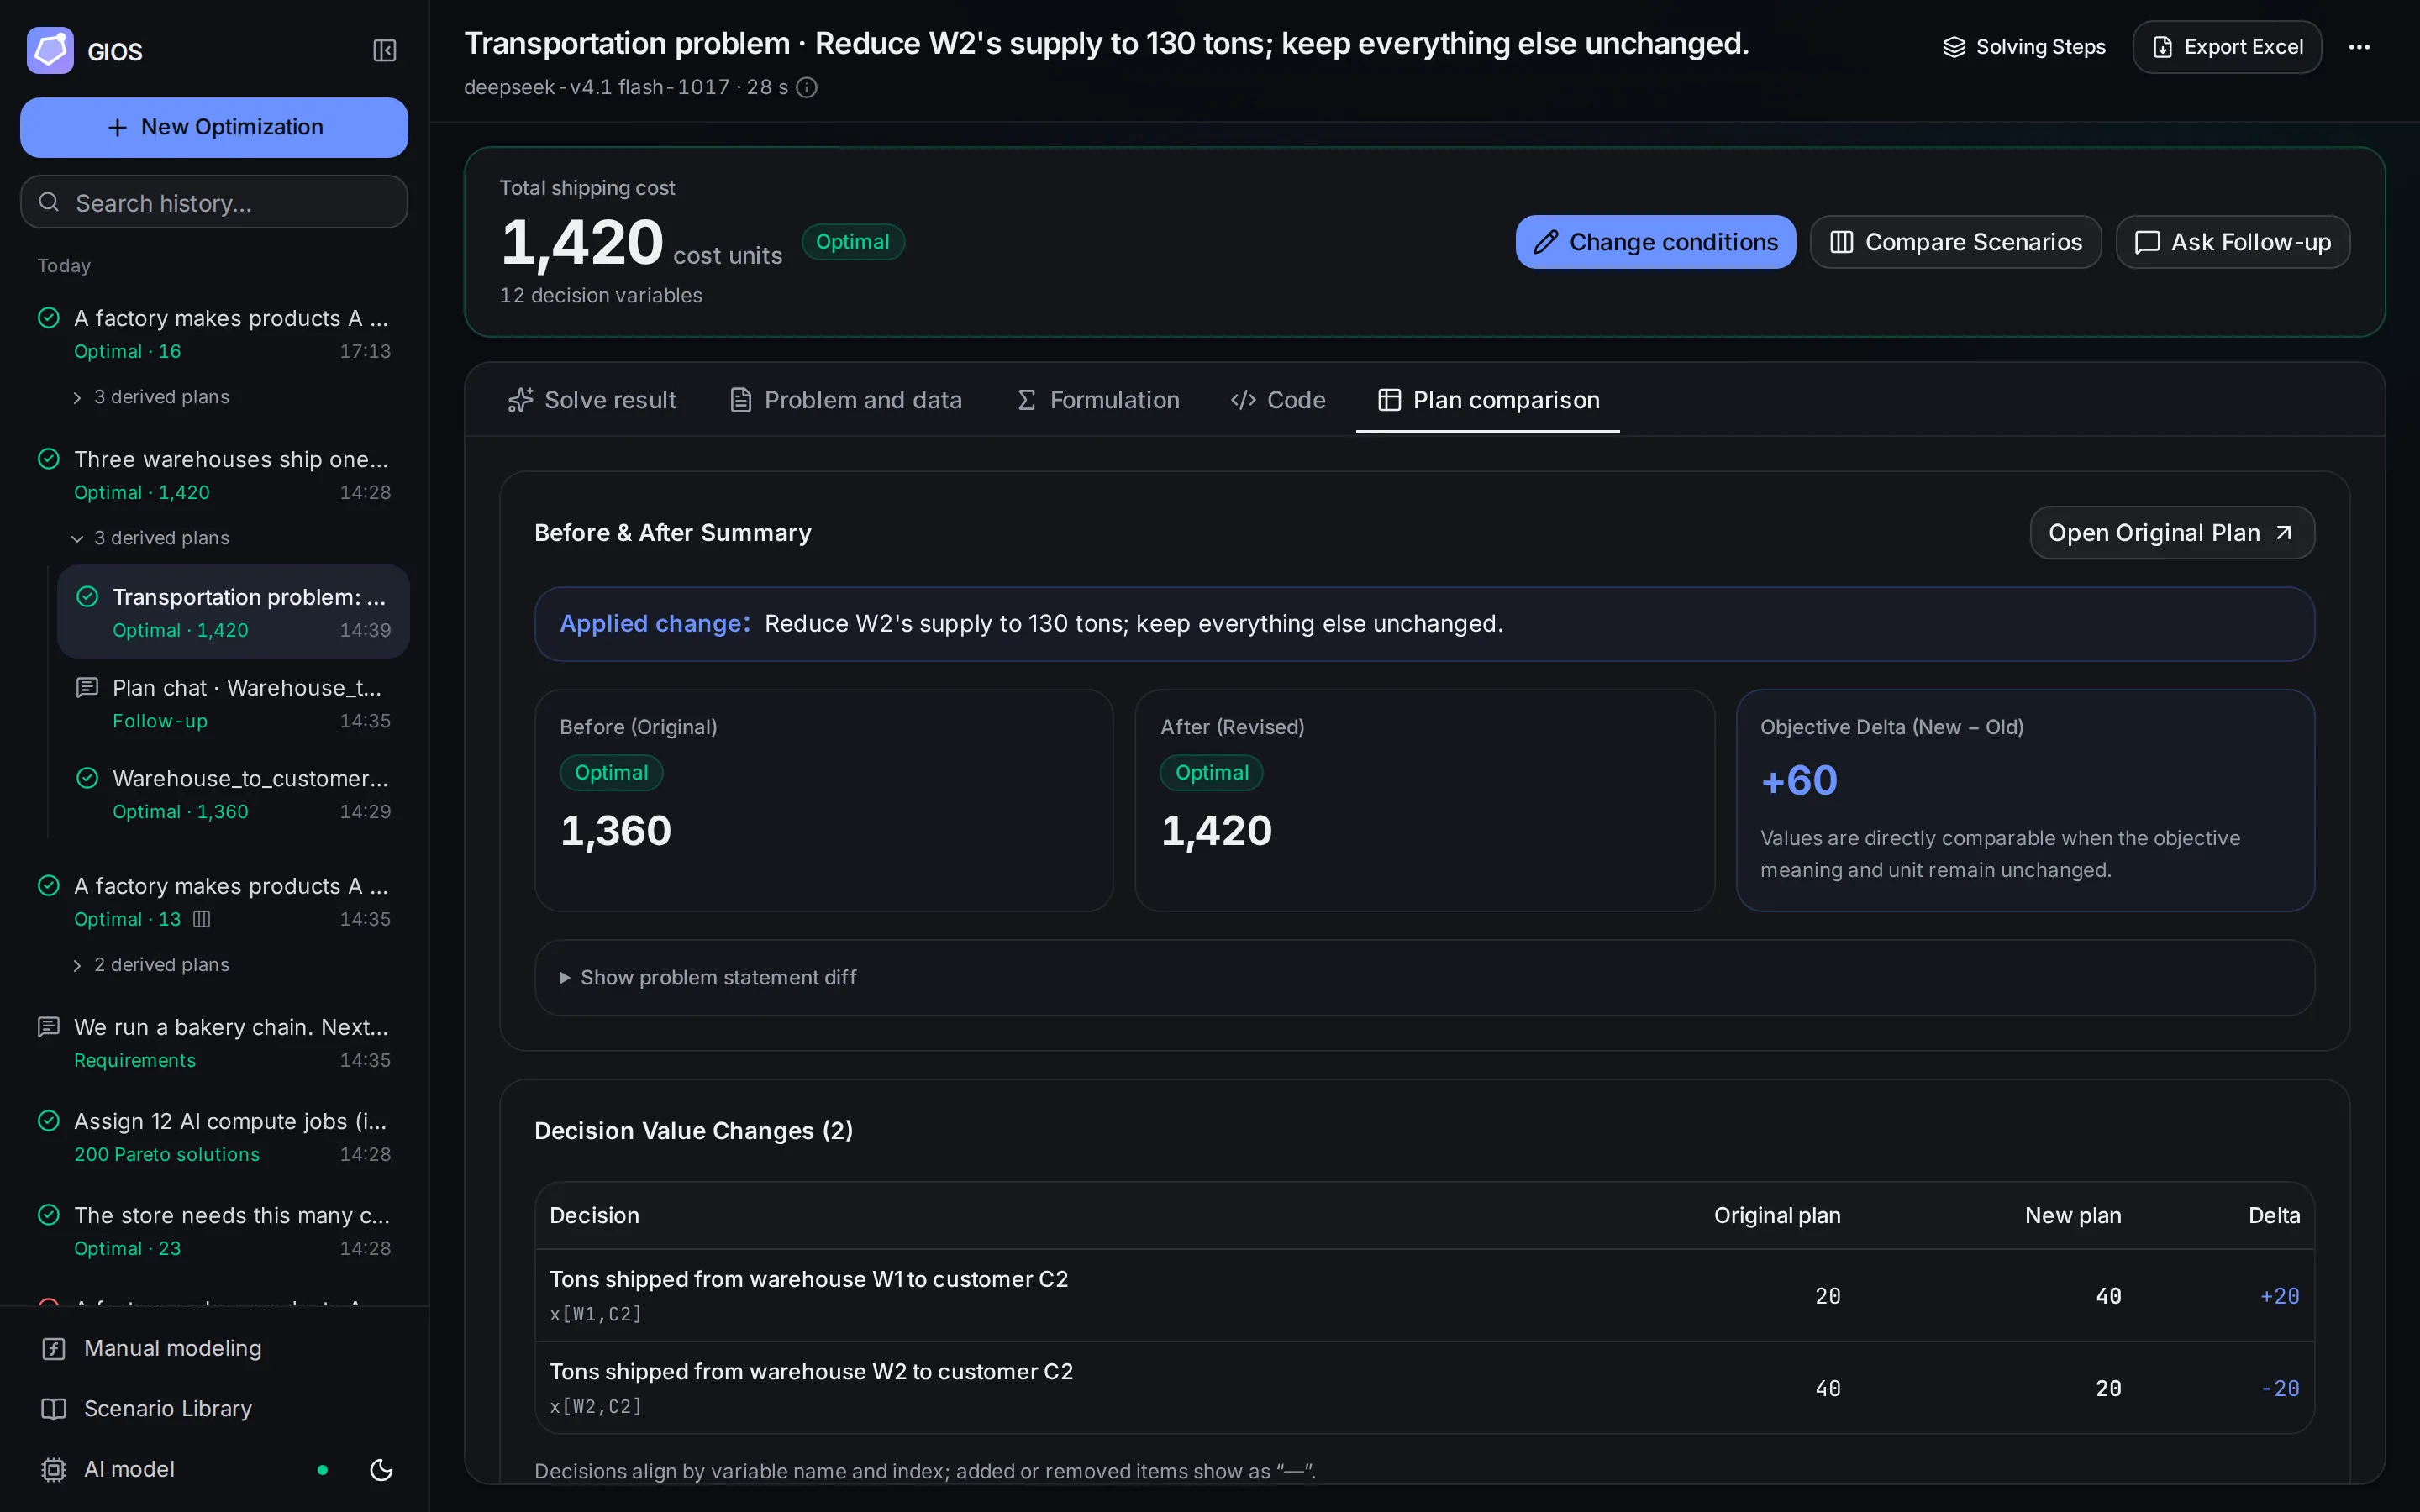 GIOS
New Optimization
Search history...
Today
A factory makes products A ...
Optimal · 16 17:13
3 derived plans
Three warehouses ship one...
Optimal · 1,420 14:28
3 derived plans
Transportation problem: ...
Optimal · 1,420 14:39
Plan chat · Warehouse_t...
Follow-up 14:35
Warehouse_to_customer...
Optimal · 1,360 14:29
A factory makes products A ...
Optimal · 13 14:35
2 derived plans
We run a bakery chain. Next...
Requirements 14:35
Assign 12 AI compute jobs (i...
200 Pareto solutions 14:28
The store needs this many c...
Optimal · 23 14:28
Manual modeling
Scenario Library
AI model
Transportation problem · Reduce W2's supply to 130 tons; keep everything else unchanged.
deepseek-v4.1 flash-1017 · 28 s
Solving Steps
Export Excel
Total shipping cost
1,420 cost units Optimal
12 decision variables
Change conditions
Compare Scenarios
Ask Follow-up
Solve result
Problem and data
Formulation
Code
Plan comparison
Before & After Summary
Open Original Plan
Applied change: Reduce W2's supply to 130 tons; keep everything else unchanged.
Before (Original)
Optimal
1,360
After (Revised)
Optimal
1,420
Objective Delta (New – Old)
+60
Values are directly comparable when the objective
meaning and unit remain unchanged.
Show problem statement diff
Decision Value Changes (2)
Decision Original plan New plan Delta
Tons shipped from warehouse W1 to customer C2
x[W1,C2] 20 40 +20
Tons shipped from warehouse W2 to customer C2
x[W2,C2] 40 20 -20
Decisions align by variable name and index; added or removed items show as “—”.